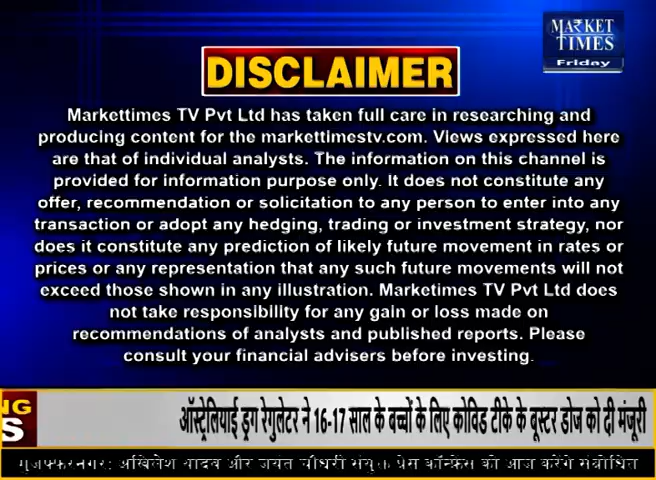 MARKET
TIMES
Friday
DISCLAIMER
Markettimes TV Pvt Ltd has taken full care in researching and
producing content for the markettimestv.com. Views expressed here
are that of individual analysts. The information on this channel is
provided for information purpose only. It does not constitute any
offer, recommendation or solicitation to any person to enter into any
transaction or adopt any hedging, trading or investment strategy, nor
does it constitute any prediction of likely future movement in rates or
prices or any representation that any such future movements will not
exceed those shown in any illustration. Marketimes TV Pvt Ltd does
not take responsibility for any gain or loss made on
recommendations of analysts and published reports. Please
consult your financial advisers before investing.
NG
S
ऑस्ट्रेलियाई ड्रग रेगुलेटर ने 16-17 साल के बच्चों के लिए कोविड टीके के बूस्टर डोज को दी मंजूरी
मुजफ्फरनगर: अखिलेश यादव और जयंत चौधरी संयुक्त प्रेस कॉन्फ्रेंस को आज करेंगे संबोधित